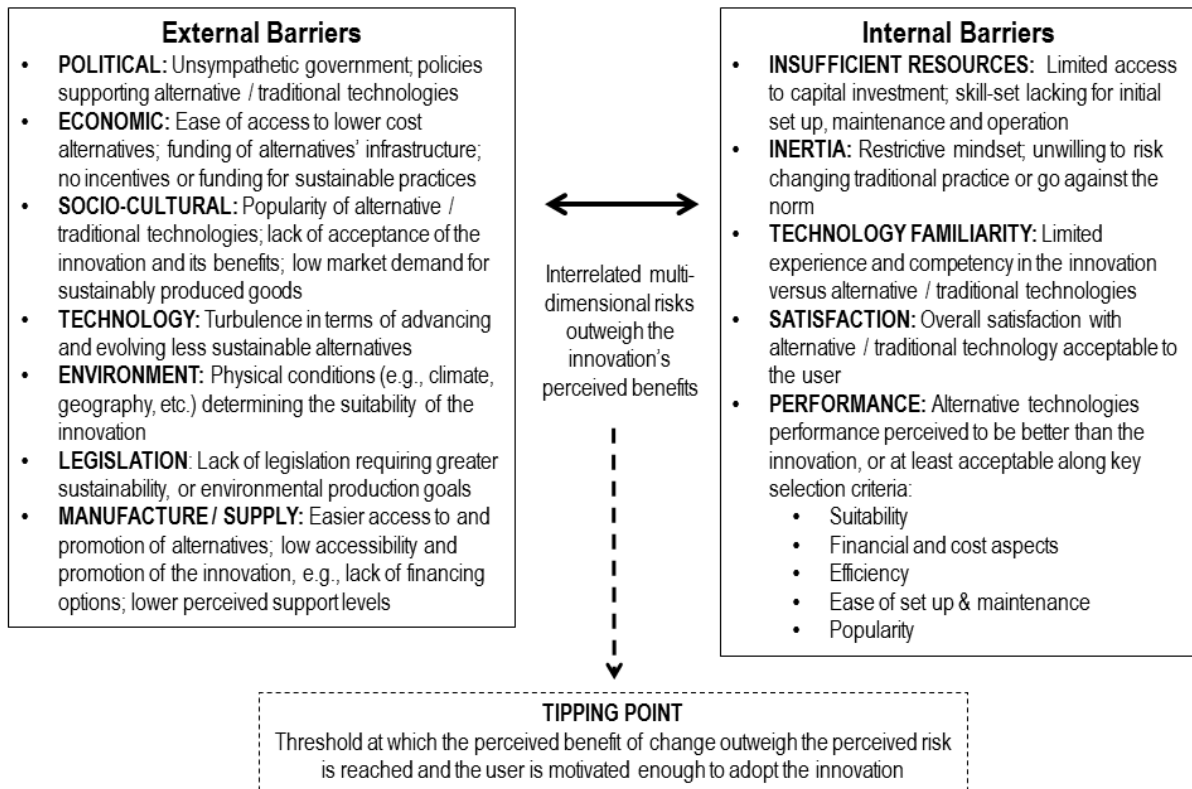 External Barriers
• POLITICAL: Unsympathetic government; policies
supporting alternative / traditional technologies
• ECONOMIC: Ease of access to lower cost
alternatives; funding of alternatives' infrastructure;
no incentives or funding for sustainable practices
• SOCIO-CULTURAL: Popularity of alternative /
traditional technologies; lack of acceptance of the
innovation and its benefits; low market demand for
sustainably produced goods
• TECHNOLOGY: Turbulence in terms of advancing
and evolving less sustainable alternatives
• ENVIRONMENT: Physical conditions (e.g., climate,
geography, etc.) determining the suitability of the
innovation
• LEGISLATION: Lack of legislation requiring greater
sustainability, or environmental production goals
• MANUFACTURE / SUPPLY: Easier access to and
promotion of alternatives; low accessibility and
promotion of the innovation, e.g., lack of financing
options; lower perceived support levels
Interrelated multi-
dimensional risks
outweigh the
innovation's
perceived benefits
Internal Barriers
• INSUFFICIENT RESOURCES: Limited access
to capital investment; skill-set lacking for initial
set up, maintenance and operation
• INERTIA: Restrictive mindset; unwilling to risk
changing traditional practice or go against the
norm
• TECHNOLOGY FAMILIARITY: Limited
experience and competency in the innovation
versus alternative / traditional technologies
• SATISFACTION: Overall satisfaction with
alternative / traditional technology acceptable to
the user
• PERFORMANCE: Alternative technologies
performance perceived to be better than the
innovation, or at least acceptable along key
selection criteria:
• Suitability
• Financial and cost aspects
• Efficiency
• Ease of set up & maintenance
• Popularity
TIPPING POINT
Threshold at which the perceived benefit of change outweigh the perceived risk
is reached and the user is motivated enough to adopt the innovation